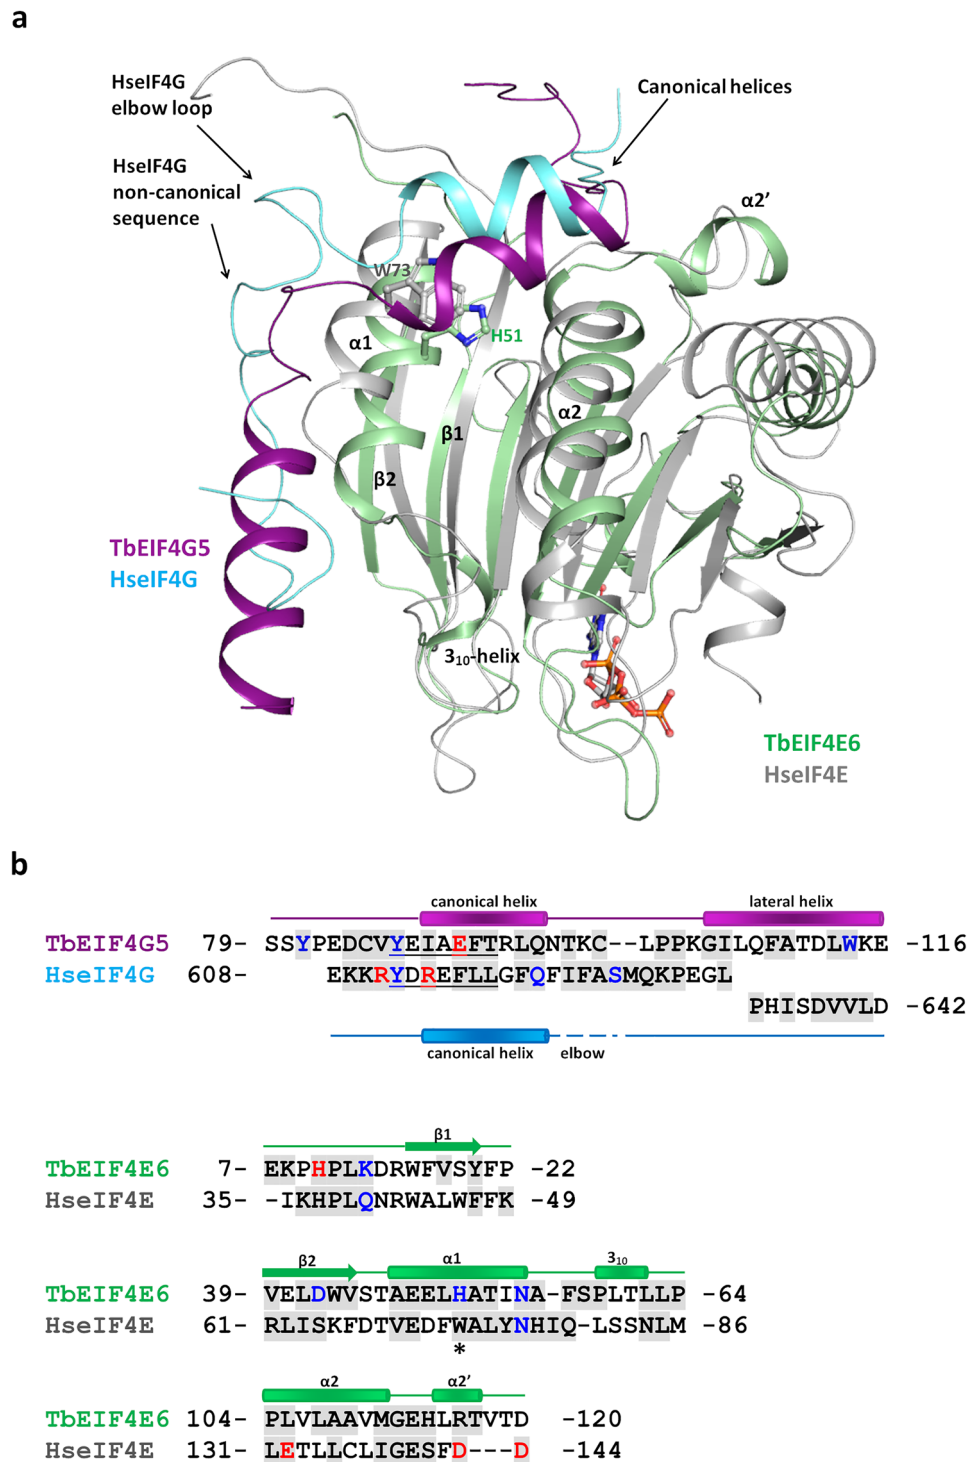 a
HseIF4G
elbow loop
Canonical helices
HseIF4G
non-canonical
sequence
α2’
W73
H51
α1
α2
β1
β2
TbEIF4G5
HseIF4G
3₁₀-helix
TbEIF4E6
HseIF4E
b
canonical helix lateral helix
TbEIF4G5 79- SSYPEDCVYEIAEFTRLQNTKC--LPPKGILQFATDLWKE -116
HseIF4G 608- EKKRYDREFLLGFQFIFASMQKPEGL
PHISDVVLD -642
canonical helix elbow
β1
TbEIF4E6 7- EKPHPLKDRWFVSYFP -22
HseIF4E 35- -IKHPLQNRWALWFFK -49
β2 α1 3₁₀
TbEIF4E6 39- VELDWVSTAEELHATINA-FSPLTLLP -64
HseIF4E 61- RLISKFDTVEDFWALYNHIQ-LSSNLM -86
*
α2 α2’
TbEIF4E6 104- PLVLAAVMGEHLRTVTD -120
HseIF4E 131- LETLLCLIGESFD---D -144